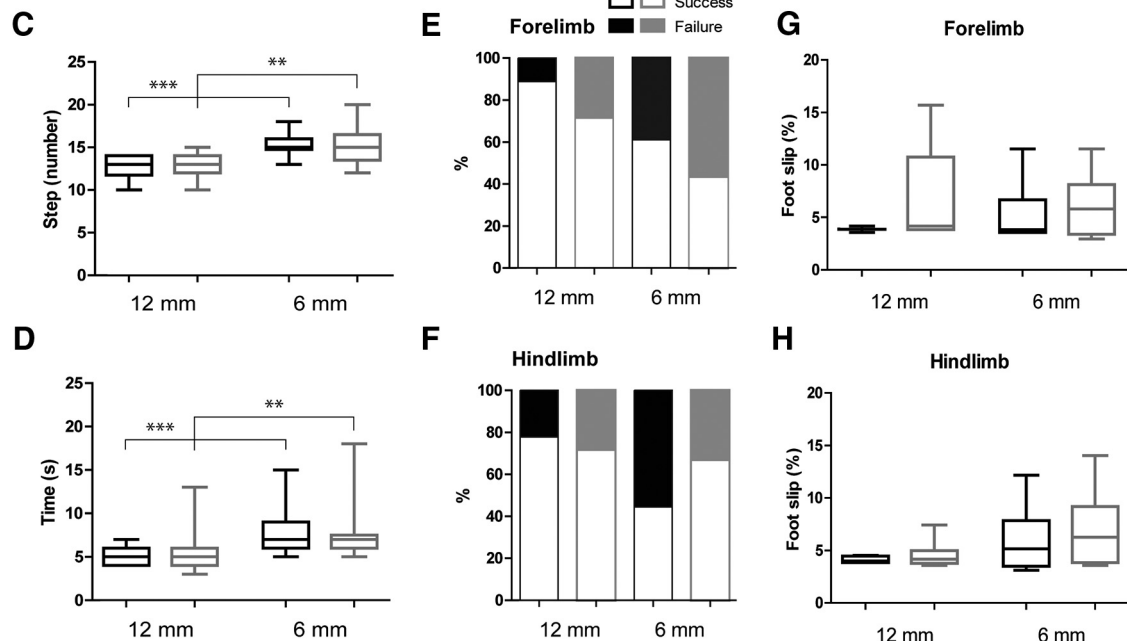 Success
Failure
C
25
20
15
10
5
0
Step (number)
***
**
12 mm
6 mm
E
Forelimb
100
80
60
40
20
0
%
12 mm
6 mm
G
Forelimb
20
15
10
5
0
Foot slip (%)
12 mm
6 mm
D
25
20
15
10
5
0
Time (s)
***
**
12 mm
6 mm
F
Hindlimb
100
80
60
40
20
0
%
12 mm
6 mm
H
Hindlimb
20
15
10
5
0
Foot slip (%)
12 mm
6 mm